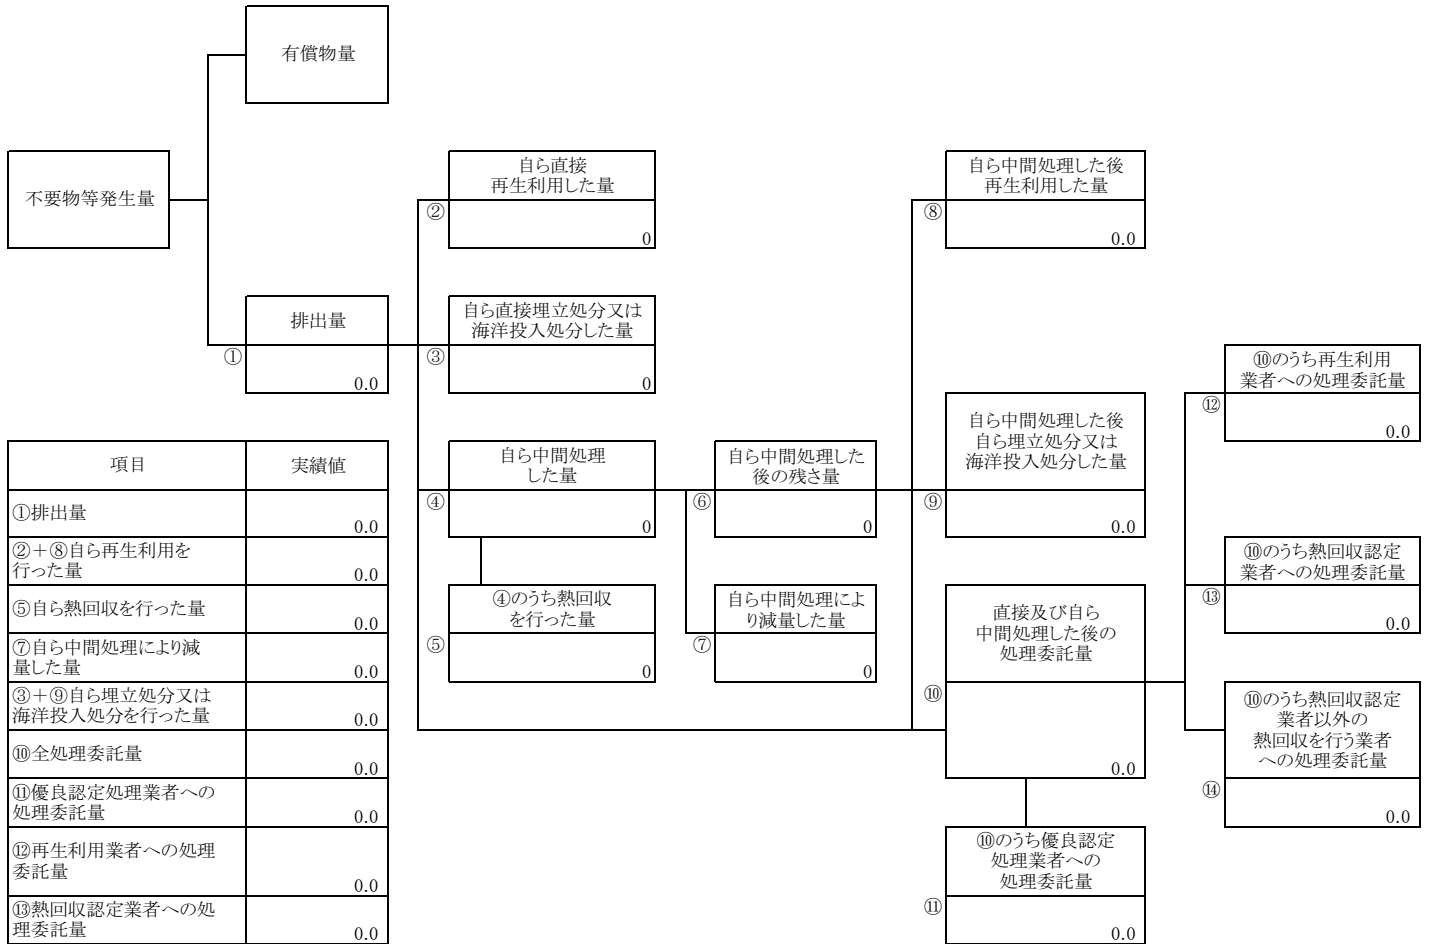 有償物量
不要物等発生量
自ら直接
再生利用した量
②
0
自ら中間処理した後
再生利用した量
⑧
0.0
排出量
①
0.0
自ら直接埋立処分又は
海洋投入処分した量
③
0
⑩のうち再生利用
業者への処理委託量
⑫
0.0
自ら中間処理
した量
④
0
自ら中間処理した
後の残さ量
⑥
0
自ら中間処理した後
自ら埋立処分又は
海洋投入処分した量
⑨
0.0
⑩のうち熱回収認定
業者への処理委託量
⑬
0.0
④のうち熱回収
を行った量
⑤
0
自ら中間処理によ
り減量した量
⑦
0
直接及び自ら
中間処理した後の
処理委託量
⑩
0.0
⑩のうち熱回収認定
業者以外の
熱回収を行う業者
への処理委託量
⑭
0.0
⑩のうち優良認定
処理業者への
処理委託量
⑪
0.0
項目 実績値
①排出量
0.0
②＋⑧自ら再生利用を
行った量 0.0
⑤自ら熱回収を行った量
0.0
⑦自ら中間処理により減
量した量 0.0
③＋⑨自ら埋立処分又は
海洋投入処分を行った量 0.0
⑩全処理委託量
0.0
⑪優良認定処理業者への
処理委託量 0.0
⑫再生利用業者への処理
委託量
0.0
⑬熱回収認定業者への処
理委託量 0.0